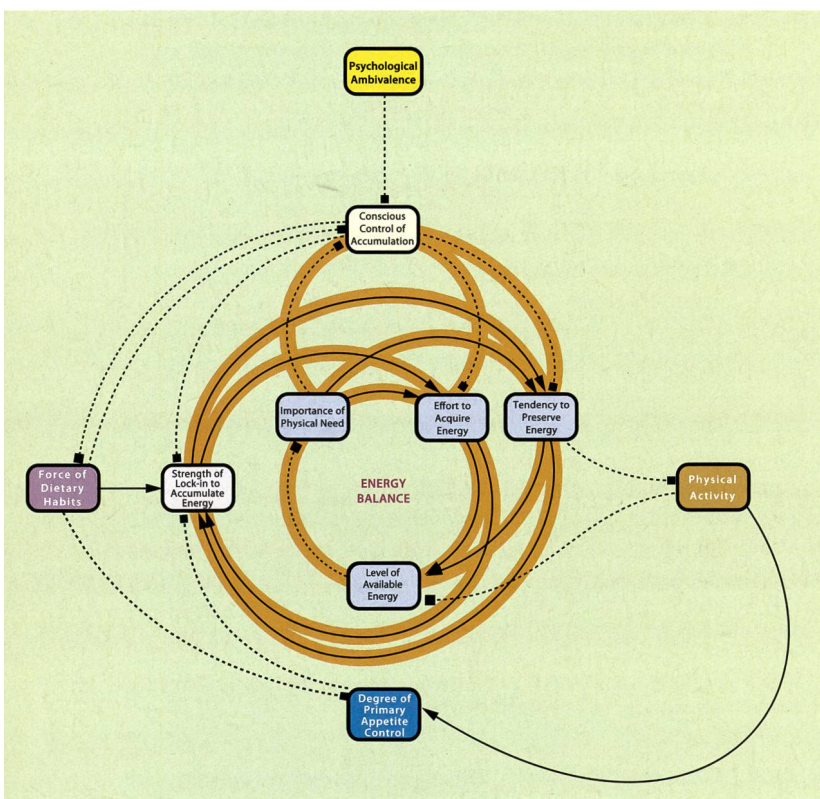 Psychological
Ambivalence
Conscious
Control of
Accumulation
Importance of
Physical Need
Effort to
Acquire
Energy
Tendency to
Preserve
Energy
Force of
Dietary
Habits
Strength of
Lock-in to
Accumulate
Energy
ENERGY
BALANCE
Physical
Activity
Level of
Available
Energy
Degree of
Primary
Appetite
Control